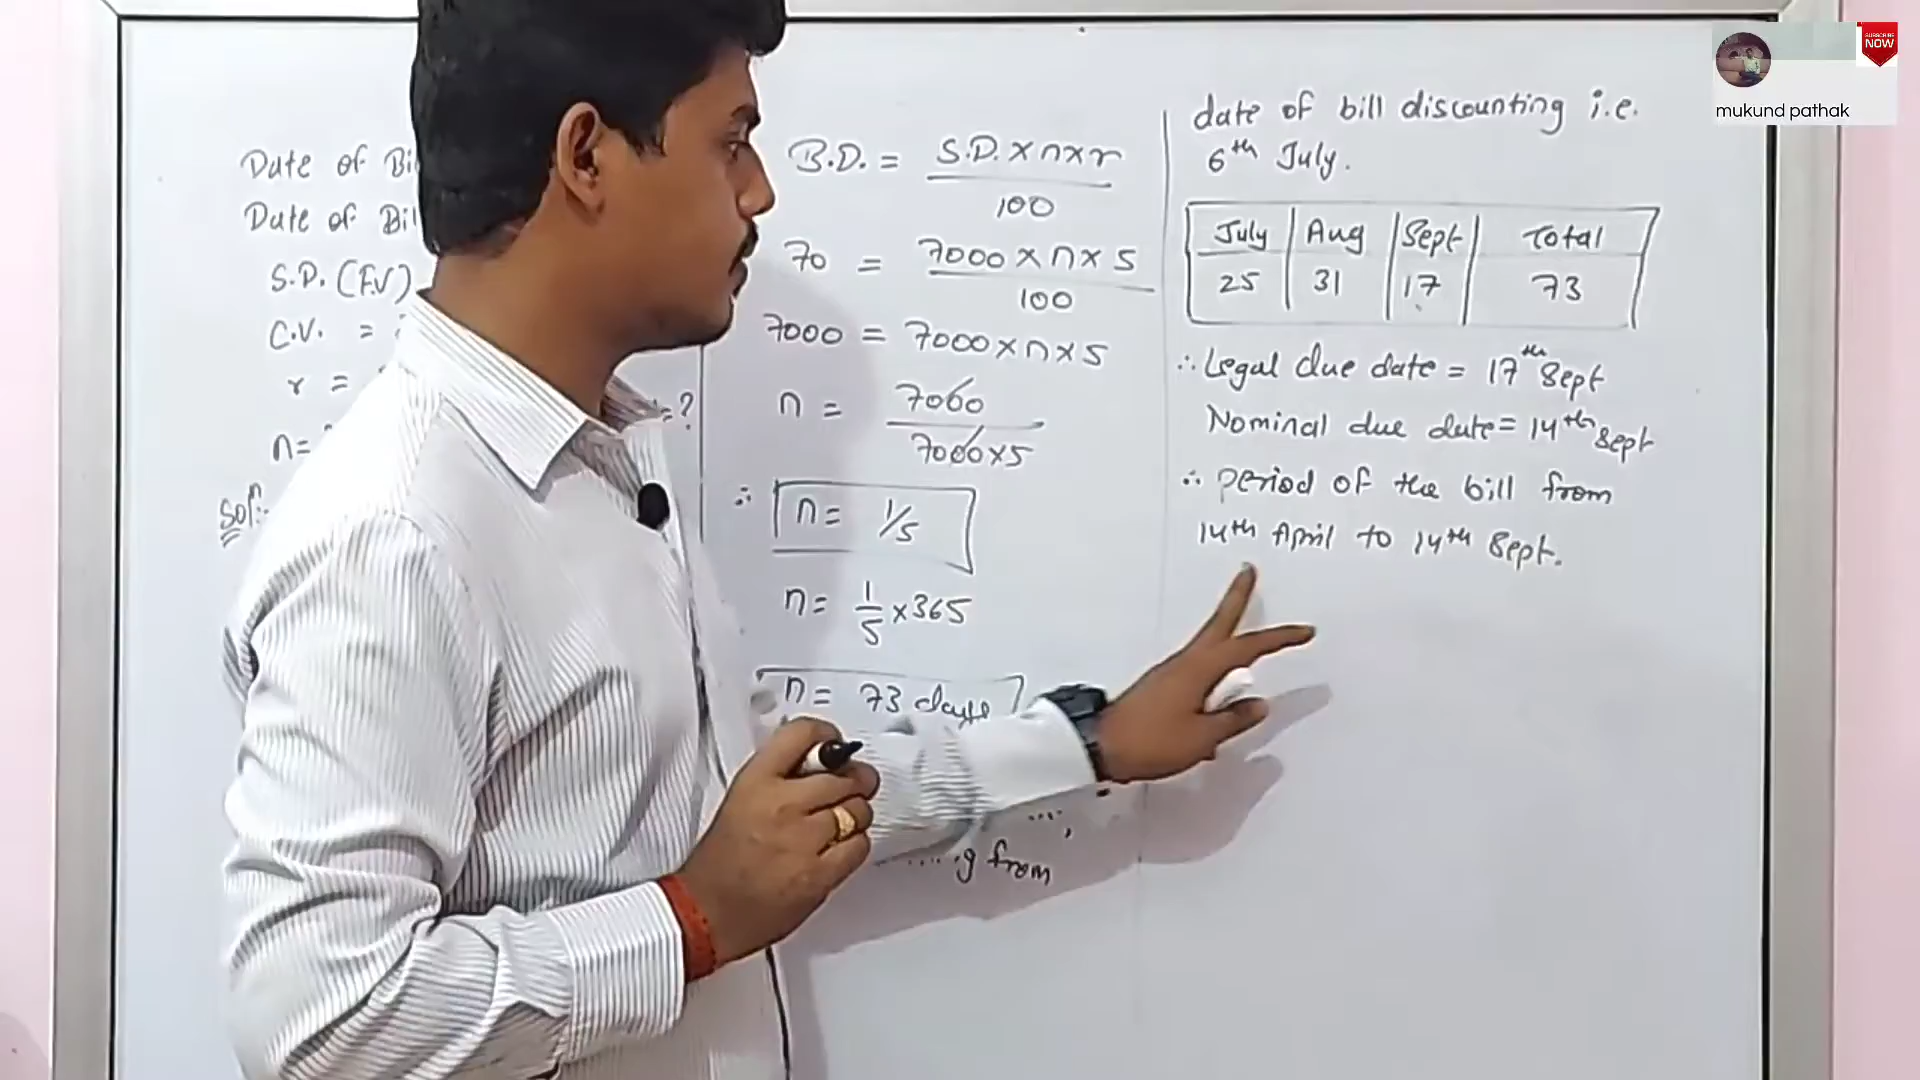 Date of
Date of
S.D. (F.V)
C.V. =
r =
=?
n=
Sol:-
B.D. = S.D. × n × r / 100
70 = 7000 × n × 5 / 100
7000 = 7000 × n × 5
n = 7000 / 7000 × 5
∴ n = 1/5
n = 1/5 × 365
n = 73 days
from
date of bill discounting i.e.
6th July.
July Aug Sept Total
25 31 17 73
∴ Legal due date = 17th Sept
Nominal due date = 14th Sept
∴ period of the bill from
14th April to 14th Sept.
SUBSCRIBE
NOW
mukund pathak